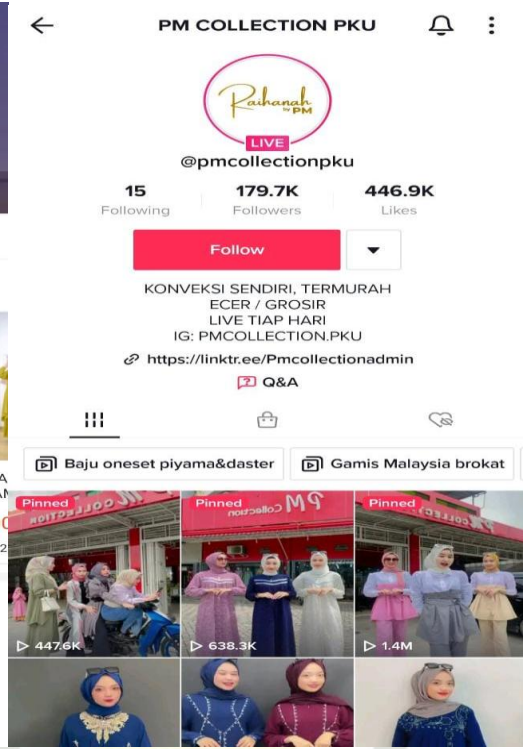 PM COLLECTION PKU
Raihanah
by PM
LIVE
@pmcollectionpku
15
179.7K
446.9K
Following
Followers
Likes
Follow
KONVEKSI SENDIRI, TERMURAH
ECER / GROSIR
LIVE TIAP HARI
IG: PMCOLLECTION.PKU
https://linktr.ee/Pmcollectionadmin
Q&A
Baju oneset piyama&daster
Gamis Malaysia brokat
Pinned
Pinned
Pinned
PM Collection
447.6K
638.3K
1.4M